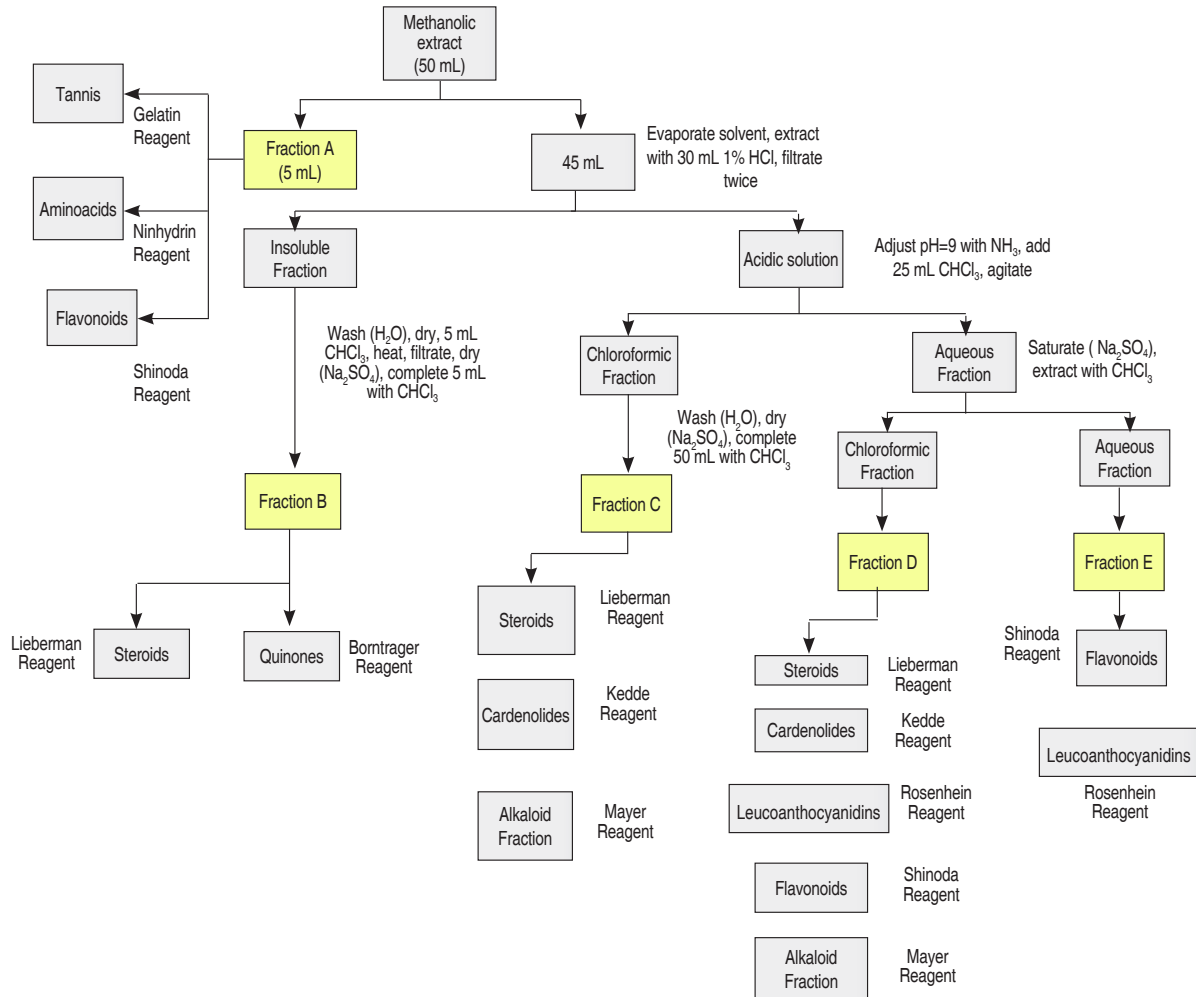 Methanolic
extract
(50 mL)
Tannis
Gelatin
Reagent
Fraction A
(5 mL)
45 mL
Evaporate solvent, extract
with 30 mL 1% HCl, filtrate
twice
Aminoacids
Ninhydrin
Reagent
Insoluble
Fraction
Acidic solution
Adjust pH=9 with NH₃, add
25 mL CHCl₃, agitate
Flavonoids
Shinoda
Reagent
Wash (H₂O), dry, 5 mL
CHCl₃, heat, filtrate, dry
(Na₂SO₄), complete 5 mL
with CHCl₃
Chloroformic
Fraction
Aqueous
Fraction
Saturate ( Na₂SO₄),
extract with CHCl₃
Wash (H₂O), dry
(Na₂SO₄), complete
50 mL with CHCl₃
Chloroformic
Fraction
Aqueous
Fraction
Fraction B
Fraction C
Fraction D
Fraction E
Lieberman
Reagent
Steroids
Quinones
Borntrager
Reagent
Steroids
Lieberman
Reagent
Cardenolides
Kedde
Reagent
Alkaloid
Fraction
Mayer
Reagent
Steroids
Lieberman
Reagent
Cardenolides
Kedde
Reagent
Leucoanthocyanidins
Rosenhein
Reagent
Flavonoids
Shinoda
Reagent
Alkaloid
Fraction
Mayer
Reagent
Shinoda
Reagent
Flavonoids
Leucoanthocyanidins
Rosenhein
Reagent